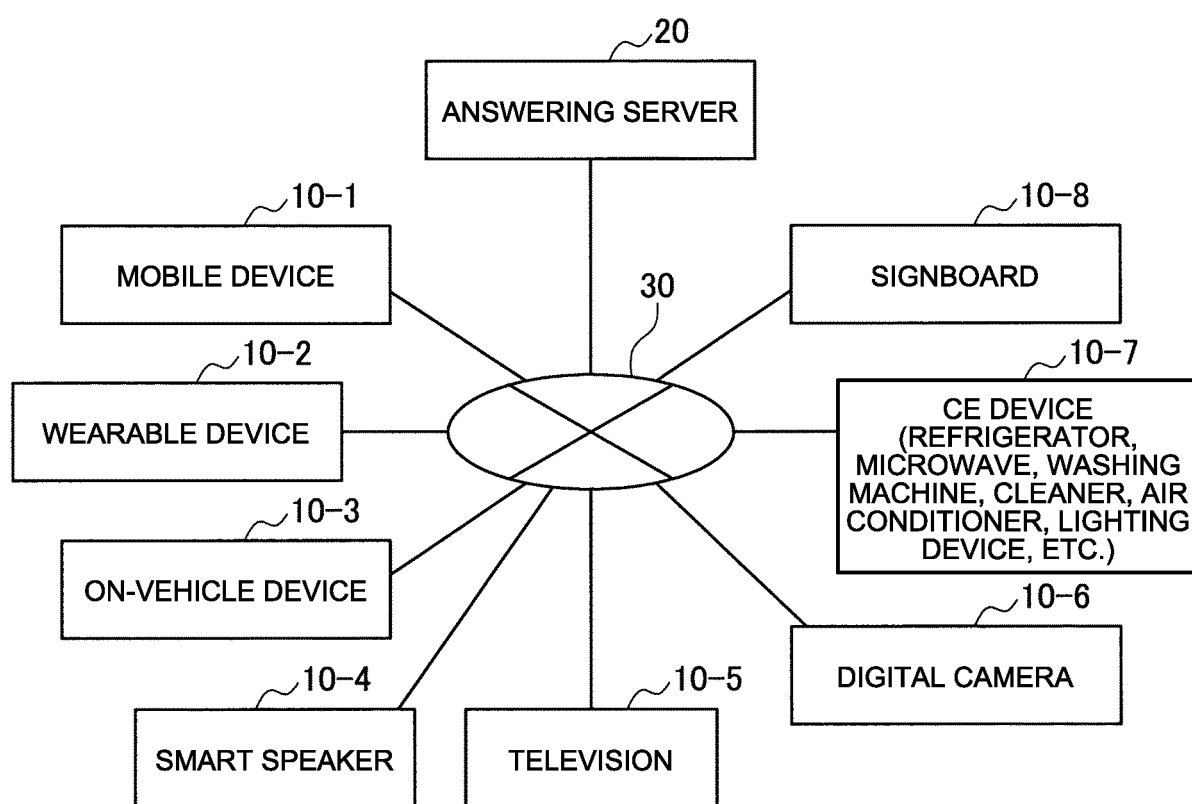 20
ANSWERING SERVER
10-1
MOBILE DEVICE
10-8
SIGNBOARD
30
10-2
WEARABLE DEVICE
10-7
CE DEVICE
(REFRIGERATOR,
MICROWAVE, WASHING
MACHINE, CLEANER, AIR
CONDITIONER, LIGHTING
DEVICE, ETC.)
10-3
ON-VEHICLE DEVICE
10-6
DIGITAL CAMERA
10-4
SMART SPEAKER
10-5
TELEVISION